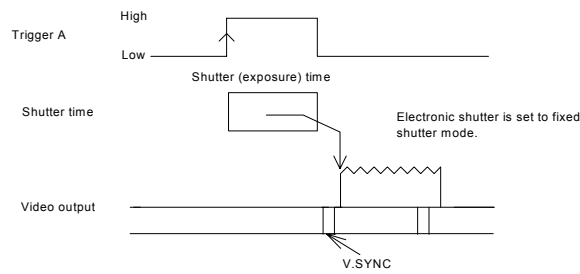 High
Trigger A
Low
Shutter (exposure) time
Shutter time
Electronic shutter is set to fixed
shutter mode.
Video output
V.SYNC